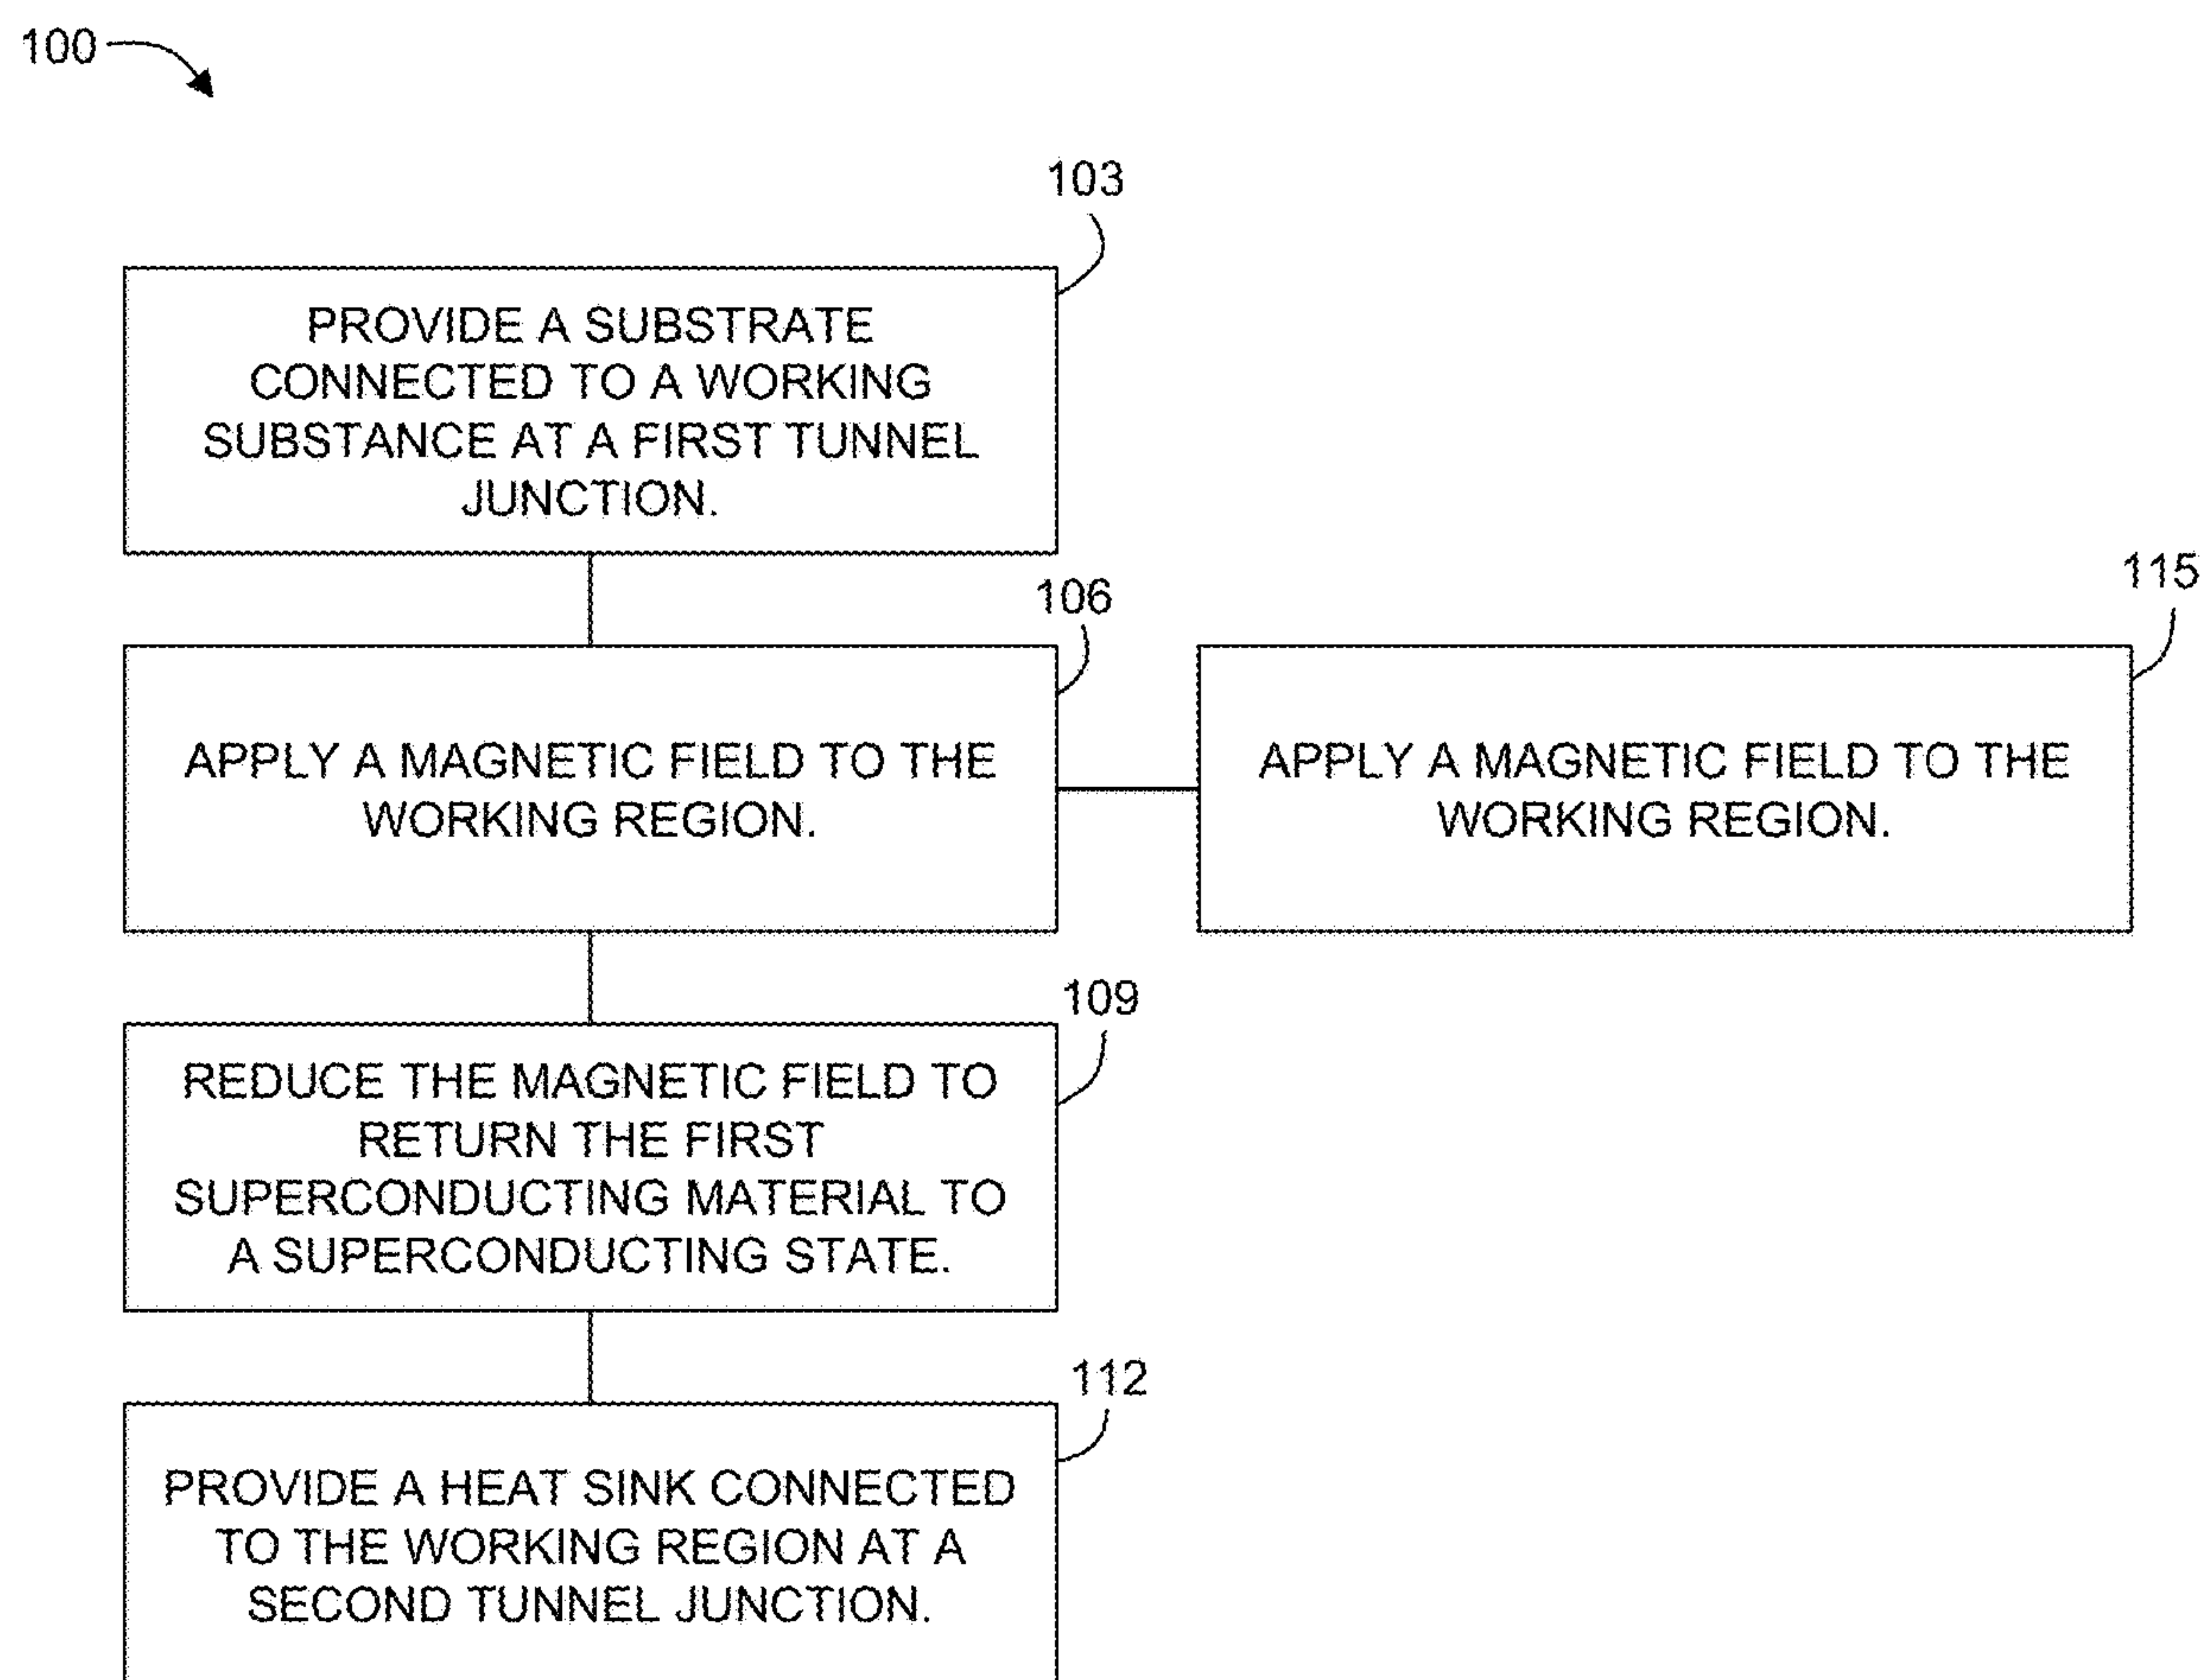 100
103
PROVIDE A SUBSTRATE
CONNECTED TO A WORKING
SUBSTANCE AT A FIRST TUNNEL
JUNCTION.
106
APPLY A MAGNETIC FIELD TO THE
WORKING REGION.
115
APPLY A MAGNETIC FIELD TO THE
WORKING REGION.
109
REDUCE THE MAGNETIC FIELD TO
RETURN THE FIRST
SUPERCONDUCTING MATERIAL TO
A SUPERCONDUCTING STATE.
112
PROVIDE A HEAT SINK CONNECTED
TO THE WORKING REGION AT A
SECOND TUNNEL JUNCTION.